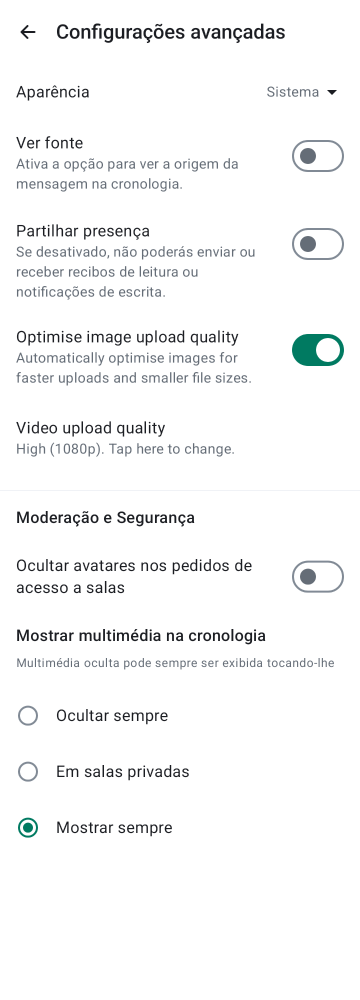 Configurações avançadas
Aparência
Sistema
Ver fonte
Ativa a opção para ver a origem da
mensagem na cronologia.
Partilhar presença
Se desativado, não poderás enviar ou
receber recibos de leitura ou
notificações de escrita.
Optimise image upload quality
Automatically optimise images for
faster uploads and smaller file sizes.
Video upload quality
High (1080p). Tap here to change.
Moderação e Segurança
Ocultar avatares nos pedidos de
acesso a salas
Mostrar multimédia na cronologia
Multimédia oculta pode sempre ser exibida tocando-lhe
Ocultar sempre
Em salas privadas
Mostrar sempre